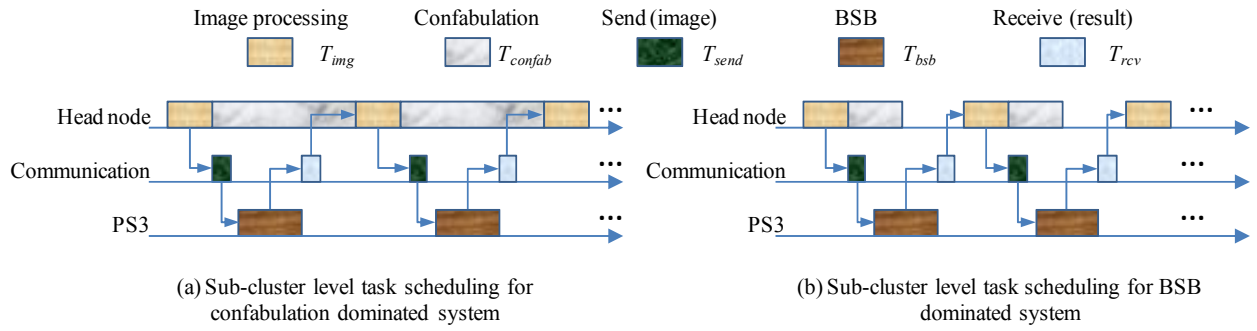 Image processing Confabulation Send (image) BSB Receive (result)
T_img T_confab T_send T_bsb T_rcv
Head node ... Head node ...
Communication ... Communication ...
PS3 ... PS3 ...
(a) Sub-cluster level task scheduling for
confabulation dominated system
(b) Sub-cluster level task scheduling for BSB
dominated system